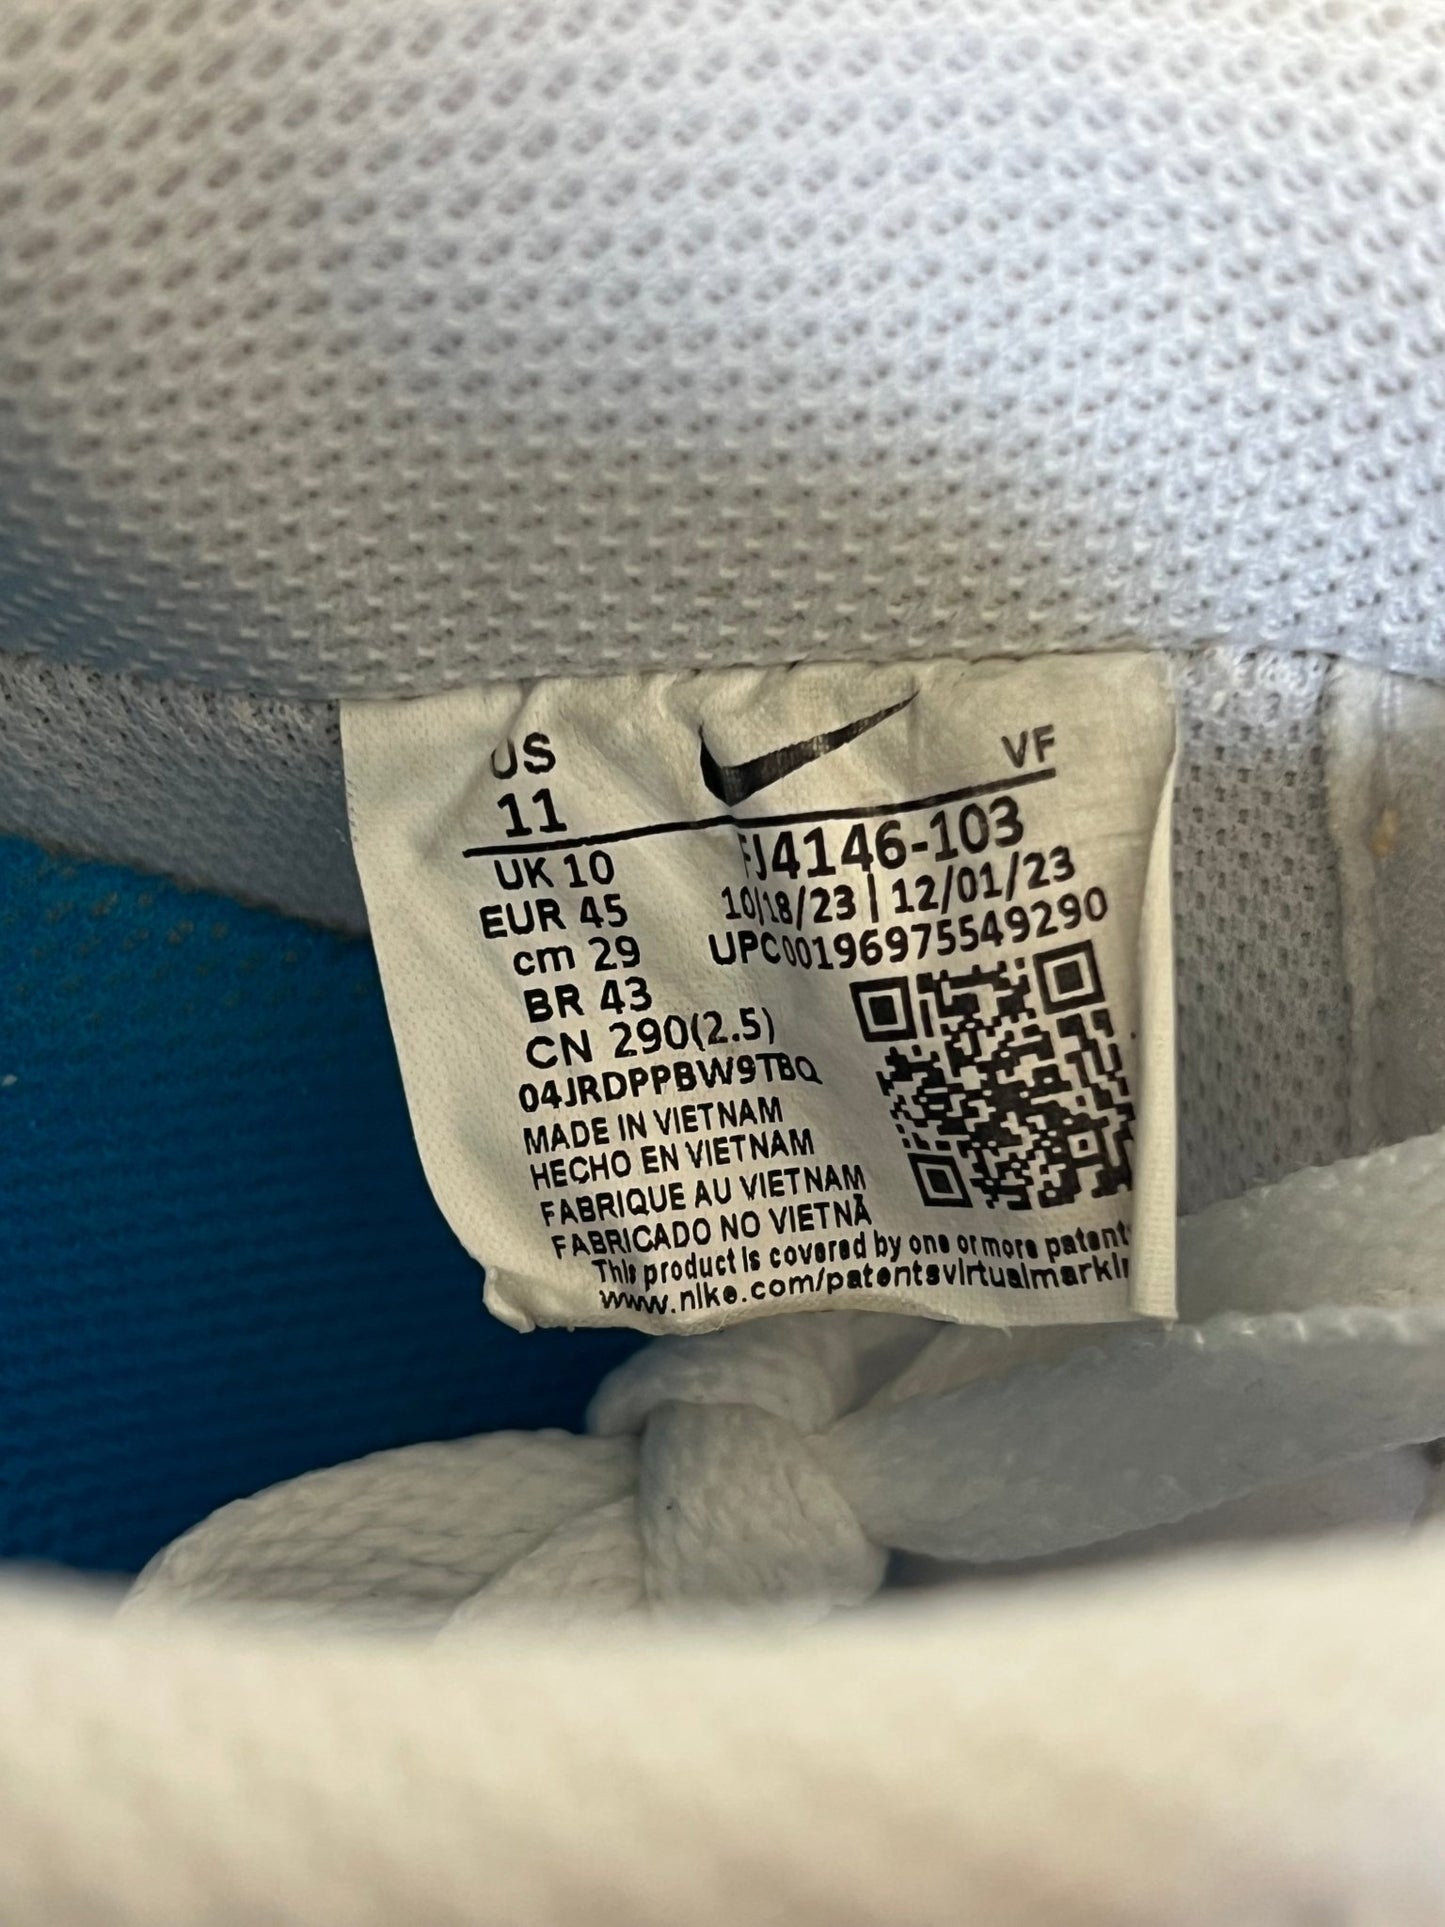 US
VF
11
FJ4146-103
UK 10
10/18/23 | 12/01/23
EUR 45
UPC00196975549290
cm 29
BR 43
CN 290(2.5)
04JRDPPBW9TBQ
MADE IN VIETNAM
HECHO EN VIETNAM
FABRIQUE AU VIETNAM
FABRICADO NO VIETNÃ
This product is covered by one or more patent
www.nike.com/patentsvirtualmarki